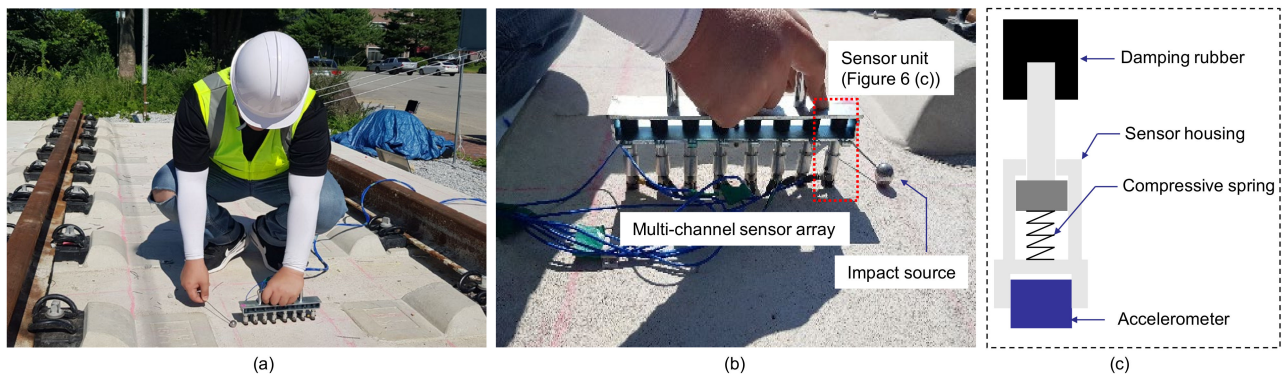 Sensor unit
(Figure 6 (c))
Multi-channel sensor array
Impact source
Damping rubber
Sensor housing
Compressive spring
Accelerometer
(a)
(b)
(c)